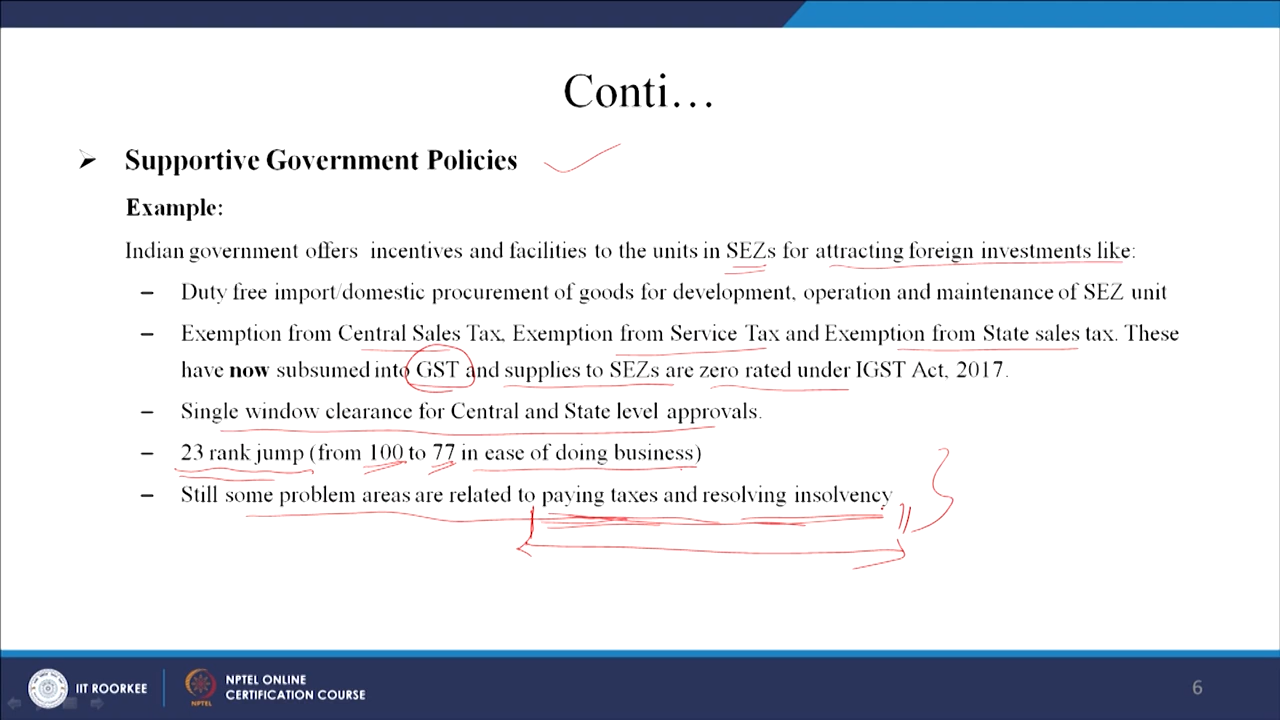 Conti…
➢ Supportive Government Policies
Example:
Indian government offers incentives and facilities to the units in SEZs for attracting foreign investments like:
– Duty free import/domestic procurement of goods for development, operation and maintenance of SEZ unit
– Exemption from Central Sales Tax, Exemption from Service Tax and Exemption from State sales tax. These
have now subsumed into GST and supplies to SEZs are zero rated under IGST Act, 2017.
– Single window clearance for Central and State level approvals.
– 23 rank jump (from 100 to 77 in ease of doing business)
– Still some problem areas are related to paying taxes and resolving insolvency
IIT ROORKEE
NPTEL
NPTEL ONLINE
CERTIFICATION COURSE
6